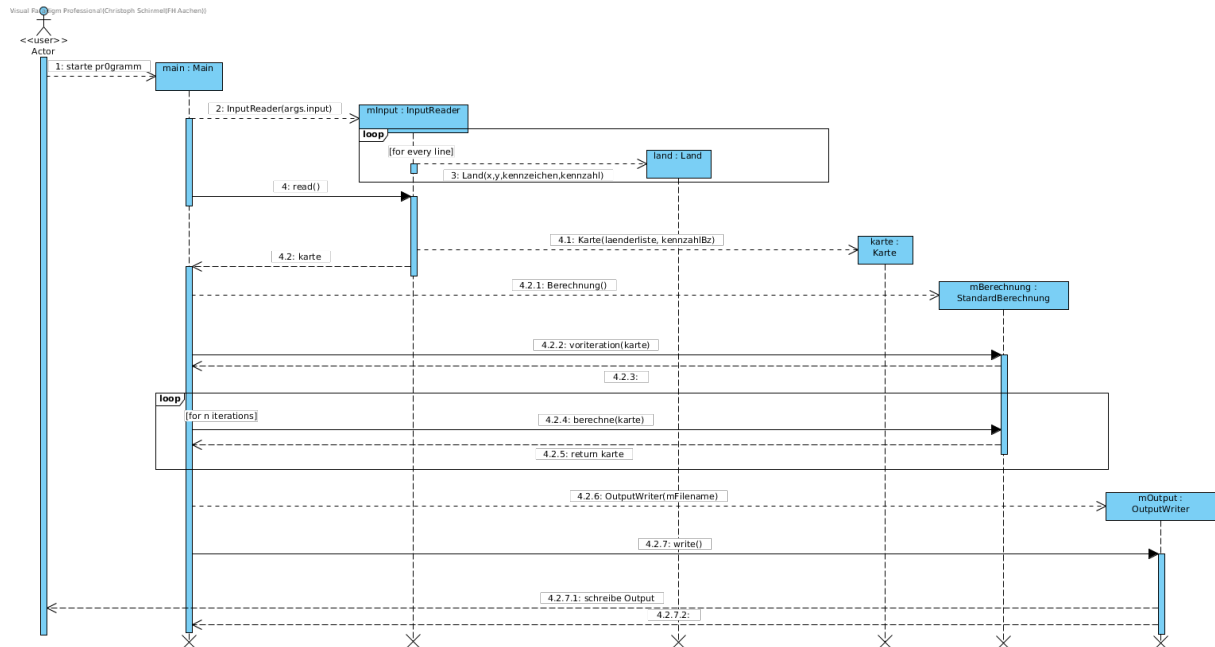 Visual Paradigm Professional(Christoph Schirmel(FH Aachen))
<<user>>
Actor
1: starte pr0gramm
main : Main
2: InputReader(args.input)
mInput : InputReader
loop
[for every line]
land : Land
3: Land(x,y,kennzeichen,kennzahl)
4: read()
4.1: Karte(laenderliste, kennzahlBz)
karte :
Karte
4.2: karte
4.2.1: Berechnung()
mBerechnung :
StandardBerechnung
4.2.2: voriteration(karte)
4.2.3:
loop
[for n iterations]
4.2.4: berechne(karte)
4.2.5: return karte
4.2.6: OutputWriter(mFilename)
mOutput :
OutputWriter
4.2.7: write()
4.2.7.1: schreibe Output
4.2.7.2: